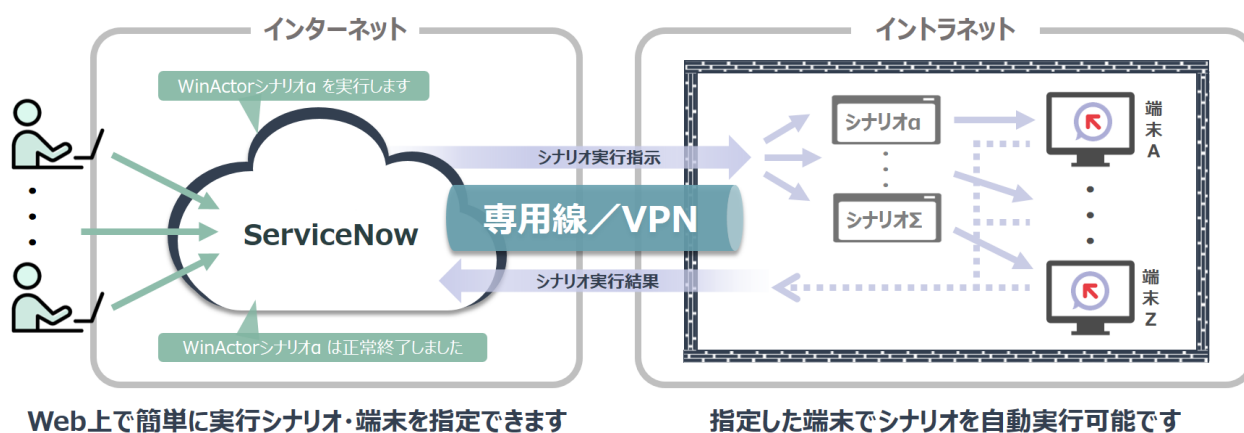 インターネット
イントラネット
WinActorシナリオα を実行します
シナリオ実行指示
シナリオα
端末A
ServiceNow
専用線／VPN
シナリオΣ
シナリオ実行結果
端末Z
WinActorシナリオα は正常終了しました
Web上で簡単に実行シナリオ・端末を指定できます
指定した端末でシナリオを自動実行可能です